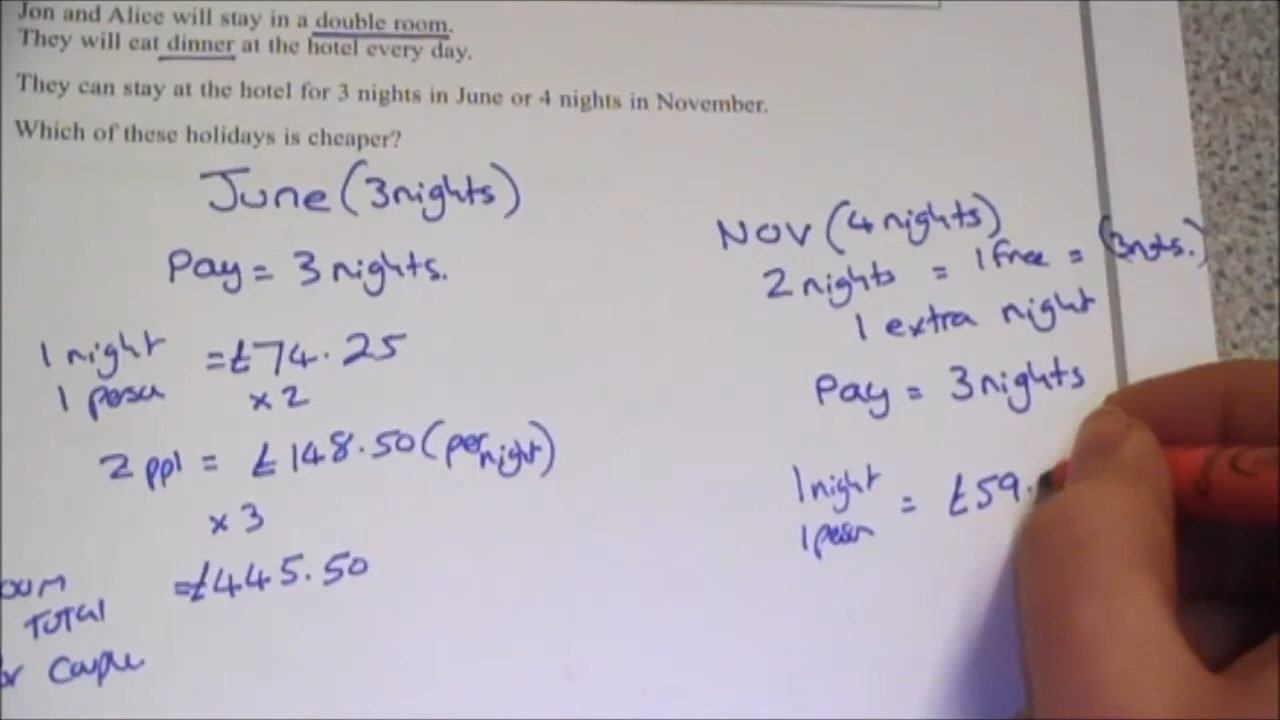 Jon and Alice will stay in a double room.
They will eat dinner at the hotel every day.
They can stay at the hotel for 3 nights in June or 4 nights in November.
Which of these holidays is cheaper?
June (3 nights)
Pay = 3 nights.
1 night
1 person
= £74.25
x 2
2 ppl = £148.50 (per night)
x 3
= £445.50
TOTAL
Couple
NOV (4 nights)
2 nights = 1 free = (3nts.)
1 extra night
Pay = 3 nights
1 night
1 person
= £59.